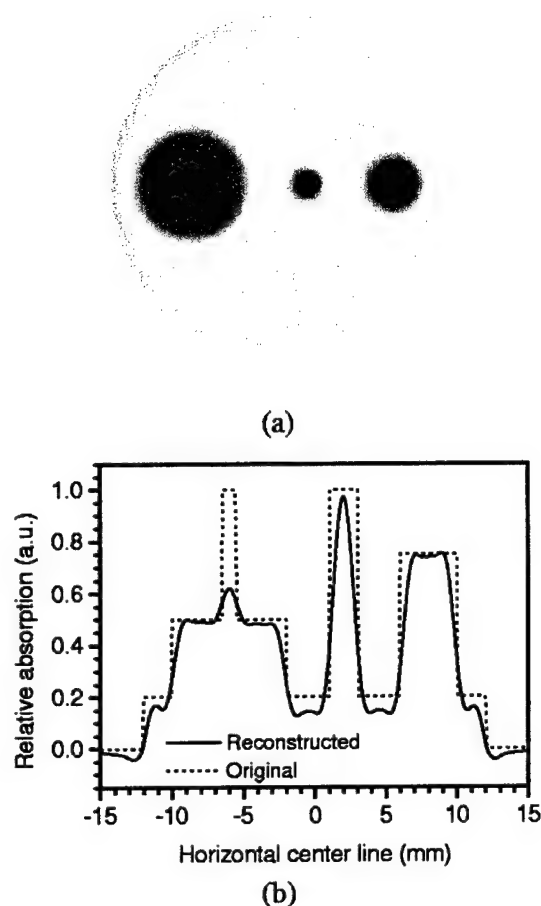 (a)
1.0
0.8
0.6
0.4
0.2
0.0
Relative absorption (a.u.)
Reconstructed
Original
-15 -10 -5 0 5 10 15
Horizontal center line (mm)
(b)